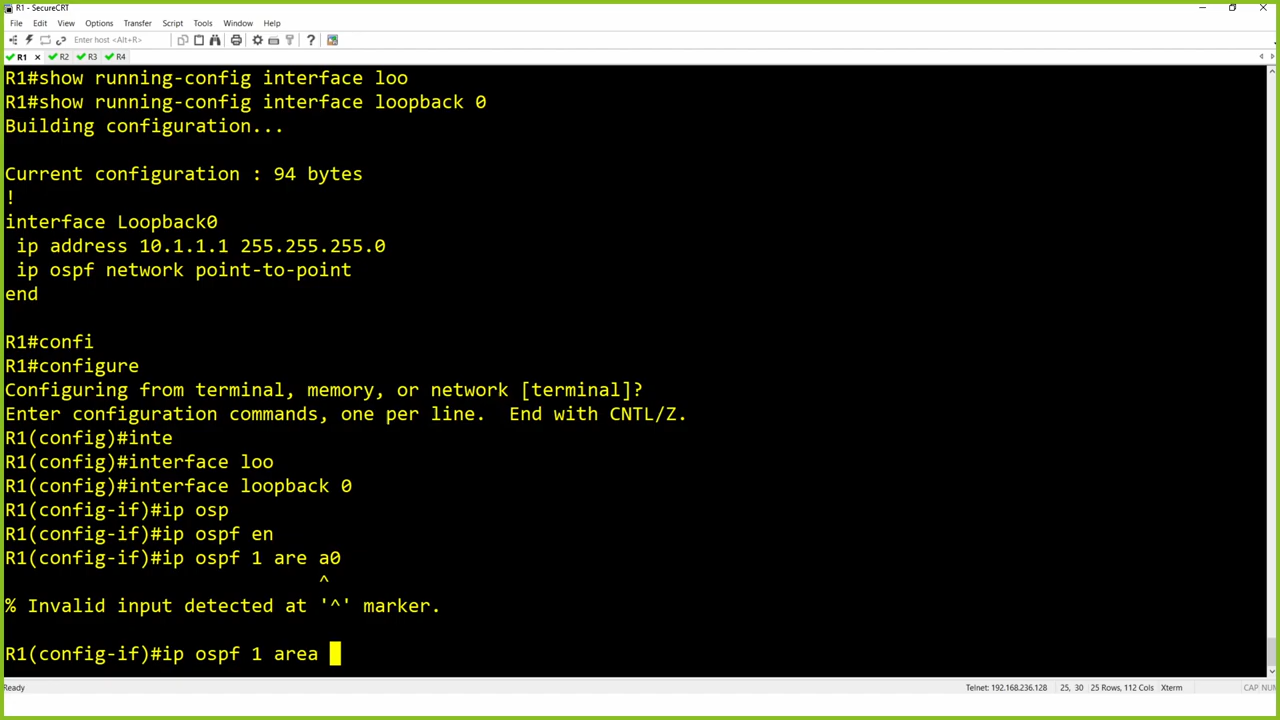 R1 - SecureCRT
File Edit View Options Transfer Script Tools Window Help
Enter host <Alt+R>
R1 × R2 R3 R4
R1#show running-config interface loo
R1#show running-config interface loopback 0
Building configuration...
Current configuration : 94 bytes
!
interface Loopback0
 ip address 10.1.1.1 255.255.255.0
 ip ospf network point-to-point
end
R1#confi
R1#configure
Configuring from terminal, memory, or network [terminal]?
Enter configuration commands, one per line.  End with CNTL/Z.
R1(config)#inte
R1(config)#interface loo
R1(config)#interface loopback 0
R1(config-if)#ip osp
R1(config-if)#ip ospf en
R1(config-if)#ip ospf 1 are a0
^
% Invalid input detected at '^' marker.
R1(config-if)#ip ospf 1 area
Ready Telnet: 192.168.236.128 25, 30 25 Rows, 112 Cols Xterm CAP NUM